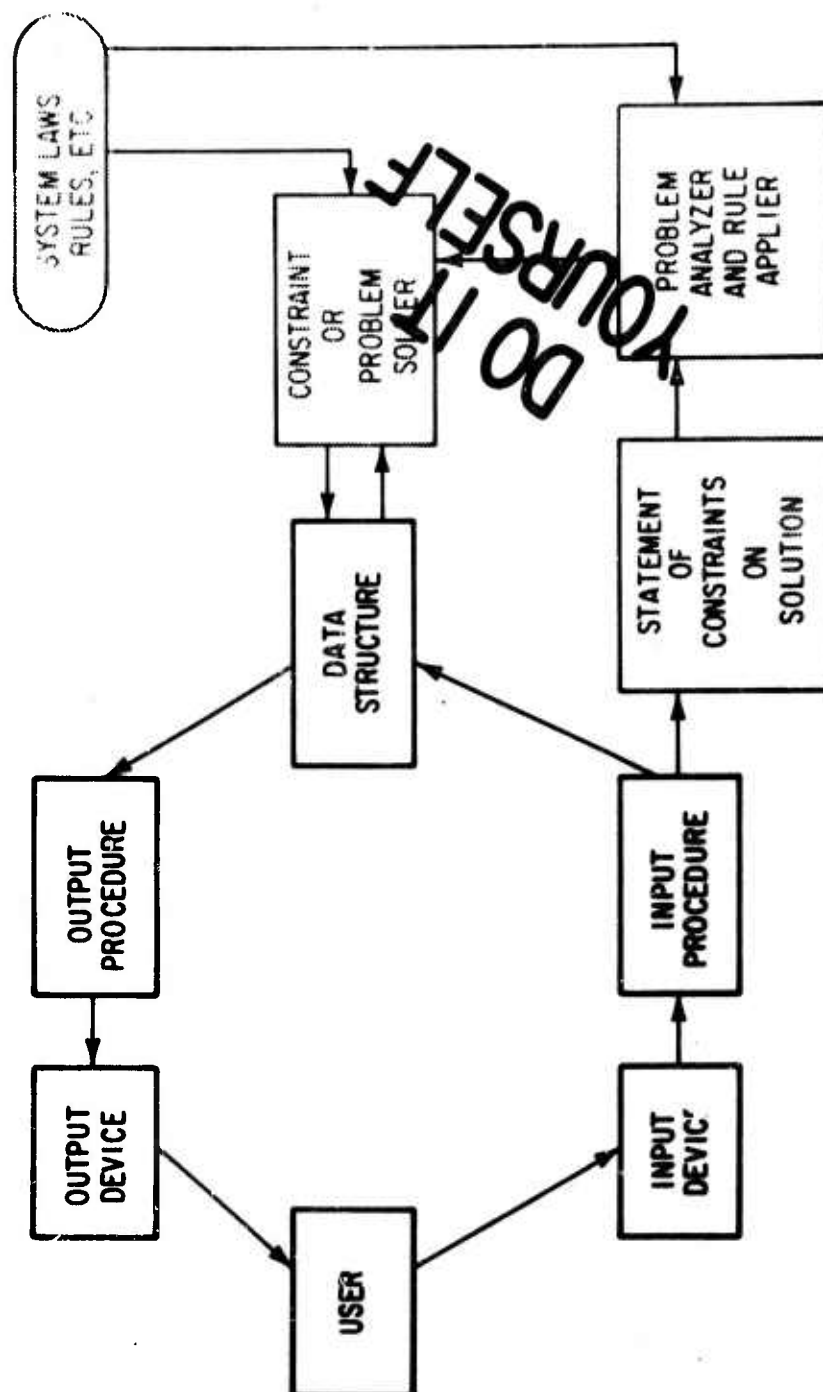 SYSTEM LAWS
RULES, ETC
OUTPUT
DEVICE
OUTPUT
PROCEDURE
USER
DATA
STRUCTURE
CONSTRAINT
OR
PROBLEM
SOLVER
DO IT
YOURSELF
INPUT
DEVIC
INPUT
PROCEDURE
STATEMENT
OF
CONSTRAINTS
ON
SOLUTION
PROBLEM
ANALYZER
AND RULE
APPLIER